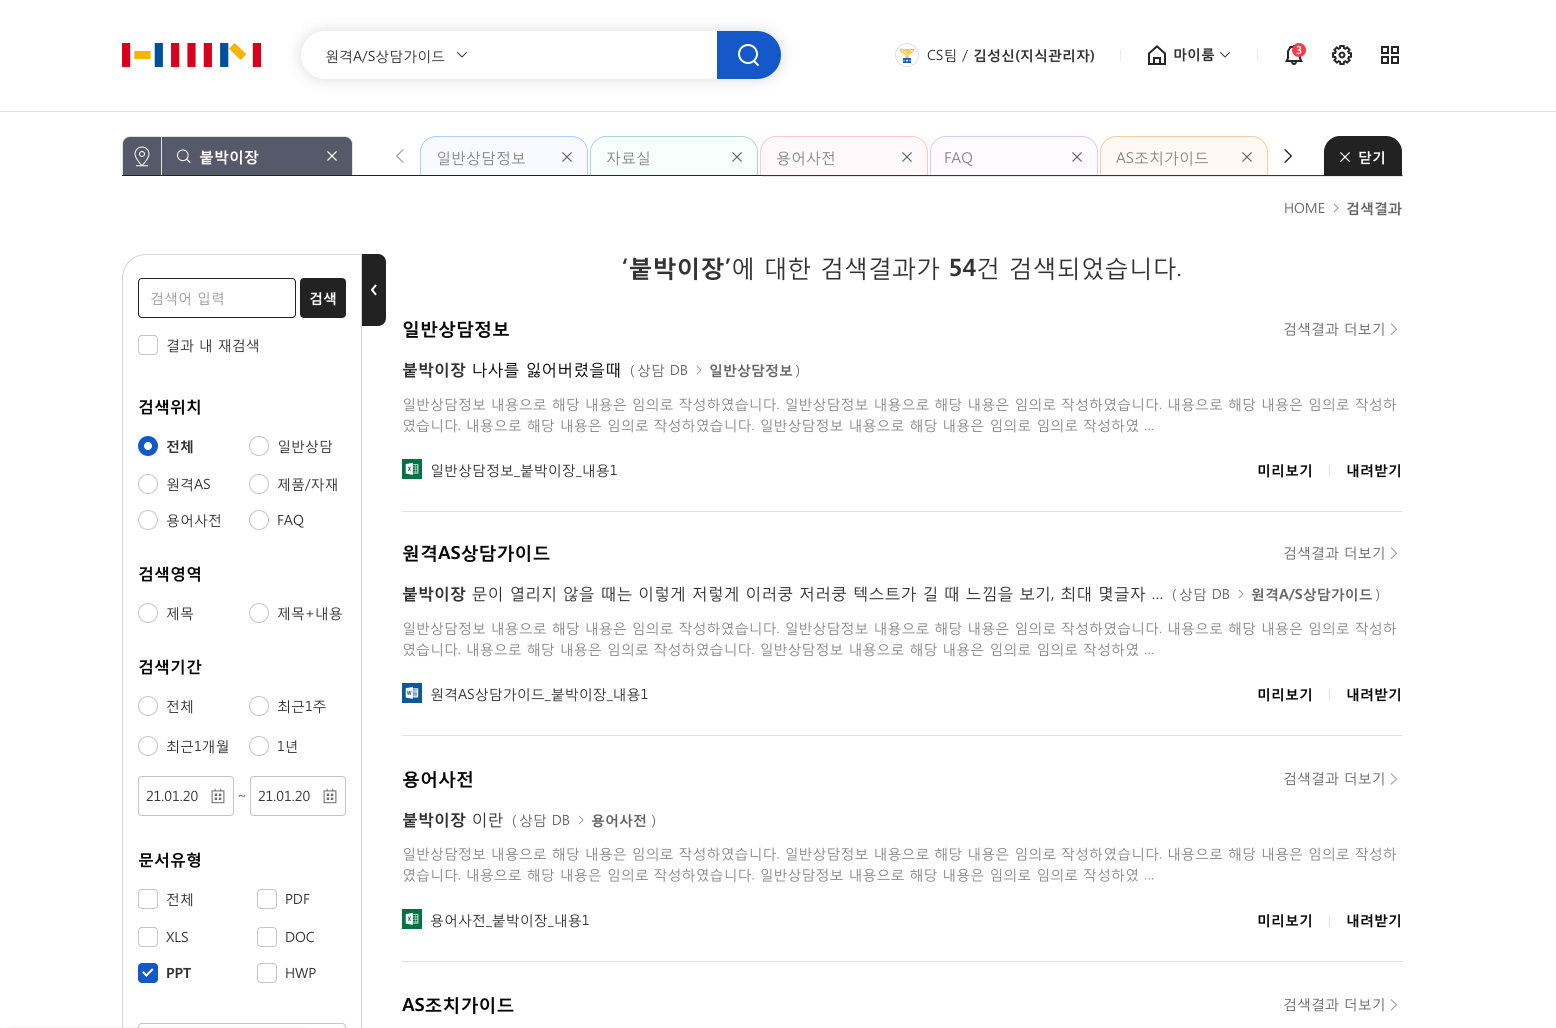 원격A/S상담가이드
CS팀 / 김성신(지식관리자)
마이룸
3
붙박이장
일반상담정보
자료실
용어사전
FAQ
AS조치가이드
닫기
HOME > 검색결과
검색어 입력
검색
결과 내 재검색
검색위치
전체
일반상담
원격AS
제품/자재
용어사전
FAQ
검색영역
제목
제목+내용
검색기간
전체
최근1주
최근1개월
1년
21.01.20 ~ 21.01.20
문서유형
전체
PDF
XLS
DOC
PPT
HWP
‘붙박이장’에 대한 검색결과가 54건 검색되었습니다.
일반상담정보
검색결과 더보기 >
붙박이장 나사를 잃어버렸을때 ( 상담 DB > 일반상담정보 )
일반상담정보 내용으로 해당 내용은 임의로 작성하였습니다. 일반상담정보 내용으로 해당 내용은 임의로 작성하였습니다. 내용으로 해당 내용은 임의로 작성하
였습니다. 내용으로 해당 내용은 임의로 작성하였습니다. 일반상담정보 내용으로 해당 내용은 임의로 임의로 작성하였 ...
일반상담정보_붙박이장_내용1
미리보기 | 내려받기
원격AS상담가이드
검색결과 더보기 >
붙박이장 문이 열리지 않을 때는 이렇게 저렇게 이러쿵 저러쿵 텍스트가 길 때 느낌을 보기, 최대 몇글자 ... ( 상담 DB > 원격A/S상담가이드 )
일반상담정보 내용으로 해당 내용은 임의로 작성하였습니다. 일반상담정보 내용으로 해당 내용은 임의로 작성하였습니다. 내용으로 해당 내용은 임의로 작성하
였습니다. 내용으로 해당 내용은 임의로 작성하였습니다. 일반상담정보 내용으로 해당 내용은 임의로 임의로 작성하였 ...
원격AS상담가이드_붙박이장_내용1
미리보기 | 내려받기
용어사전
검색결과 더보기 >
붙박이장 이란 ( 상담 DB > 용어사전 )
일반상담정보 내용으로 해당 내용은 임의로 작성하였습니다. 일반상담정보 내용으로 해당 내용은 임의로 작성하였습니다. 내용으로 해당 내용은 임의로 작성하
였습니다. 내용으로 해당 내용은 임의로 작성하였습니다. 일반상담정보 내용으로 해당 내용은 임의로 임의로 작성하였 ...
용어사전_붙박이장_내용1
미리보기 | 내려받기
AS조치가이드
검색결과 더보기 >